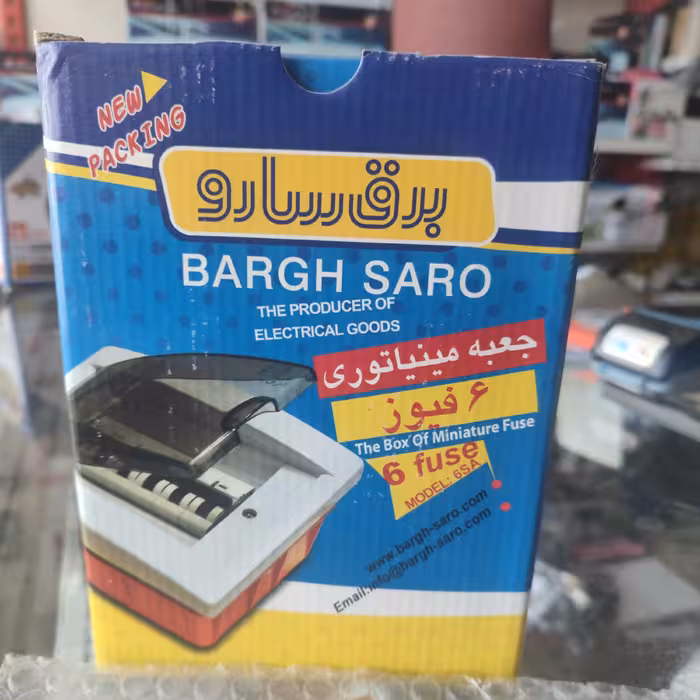 NEW
PACKING
برق سارو
BARGH SARO
THE PRODUCER OF
ELECTRICAL GOODS
جعبه مینیاتوری
۶ فیوز
The Box Of Miniature Fuse
6 fuse
MODEL: 6SA
www.bargh-saro.com
Email:info@bargh-saro.com